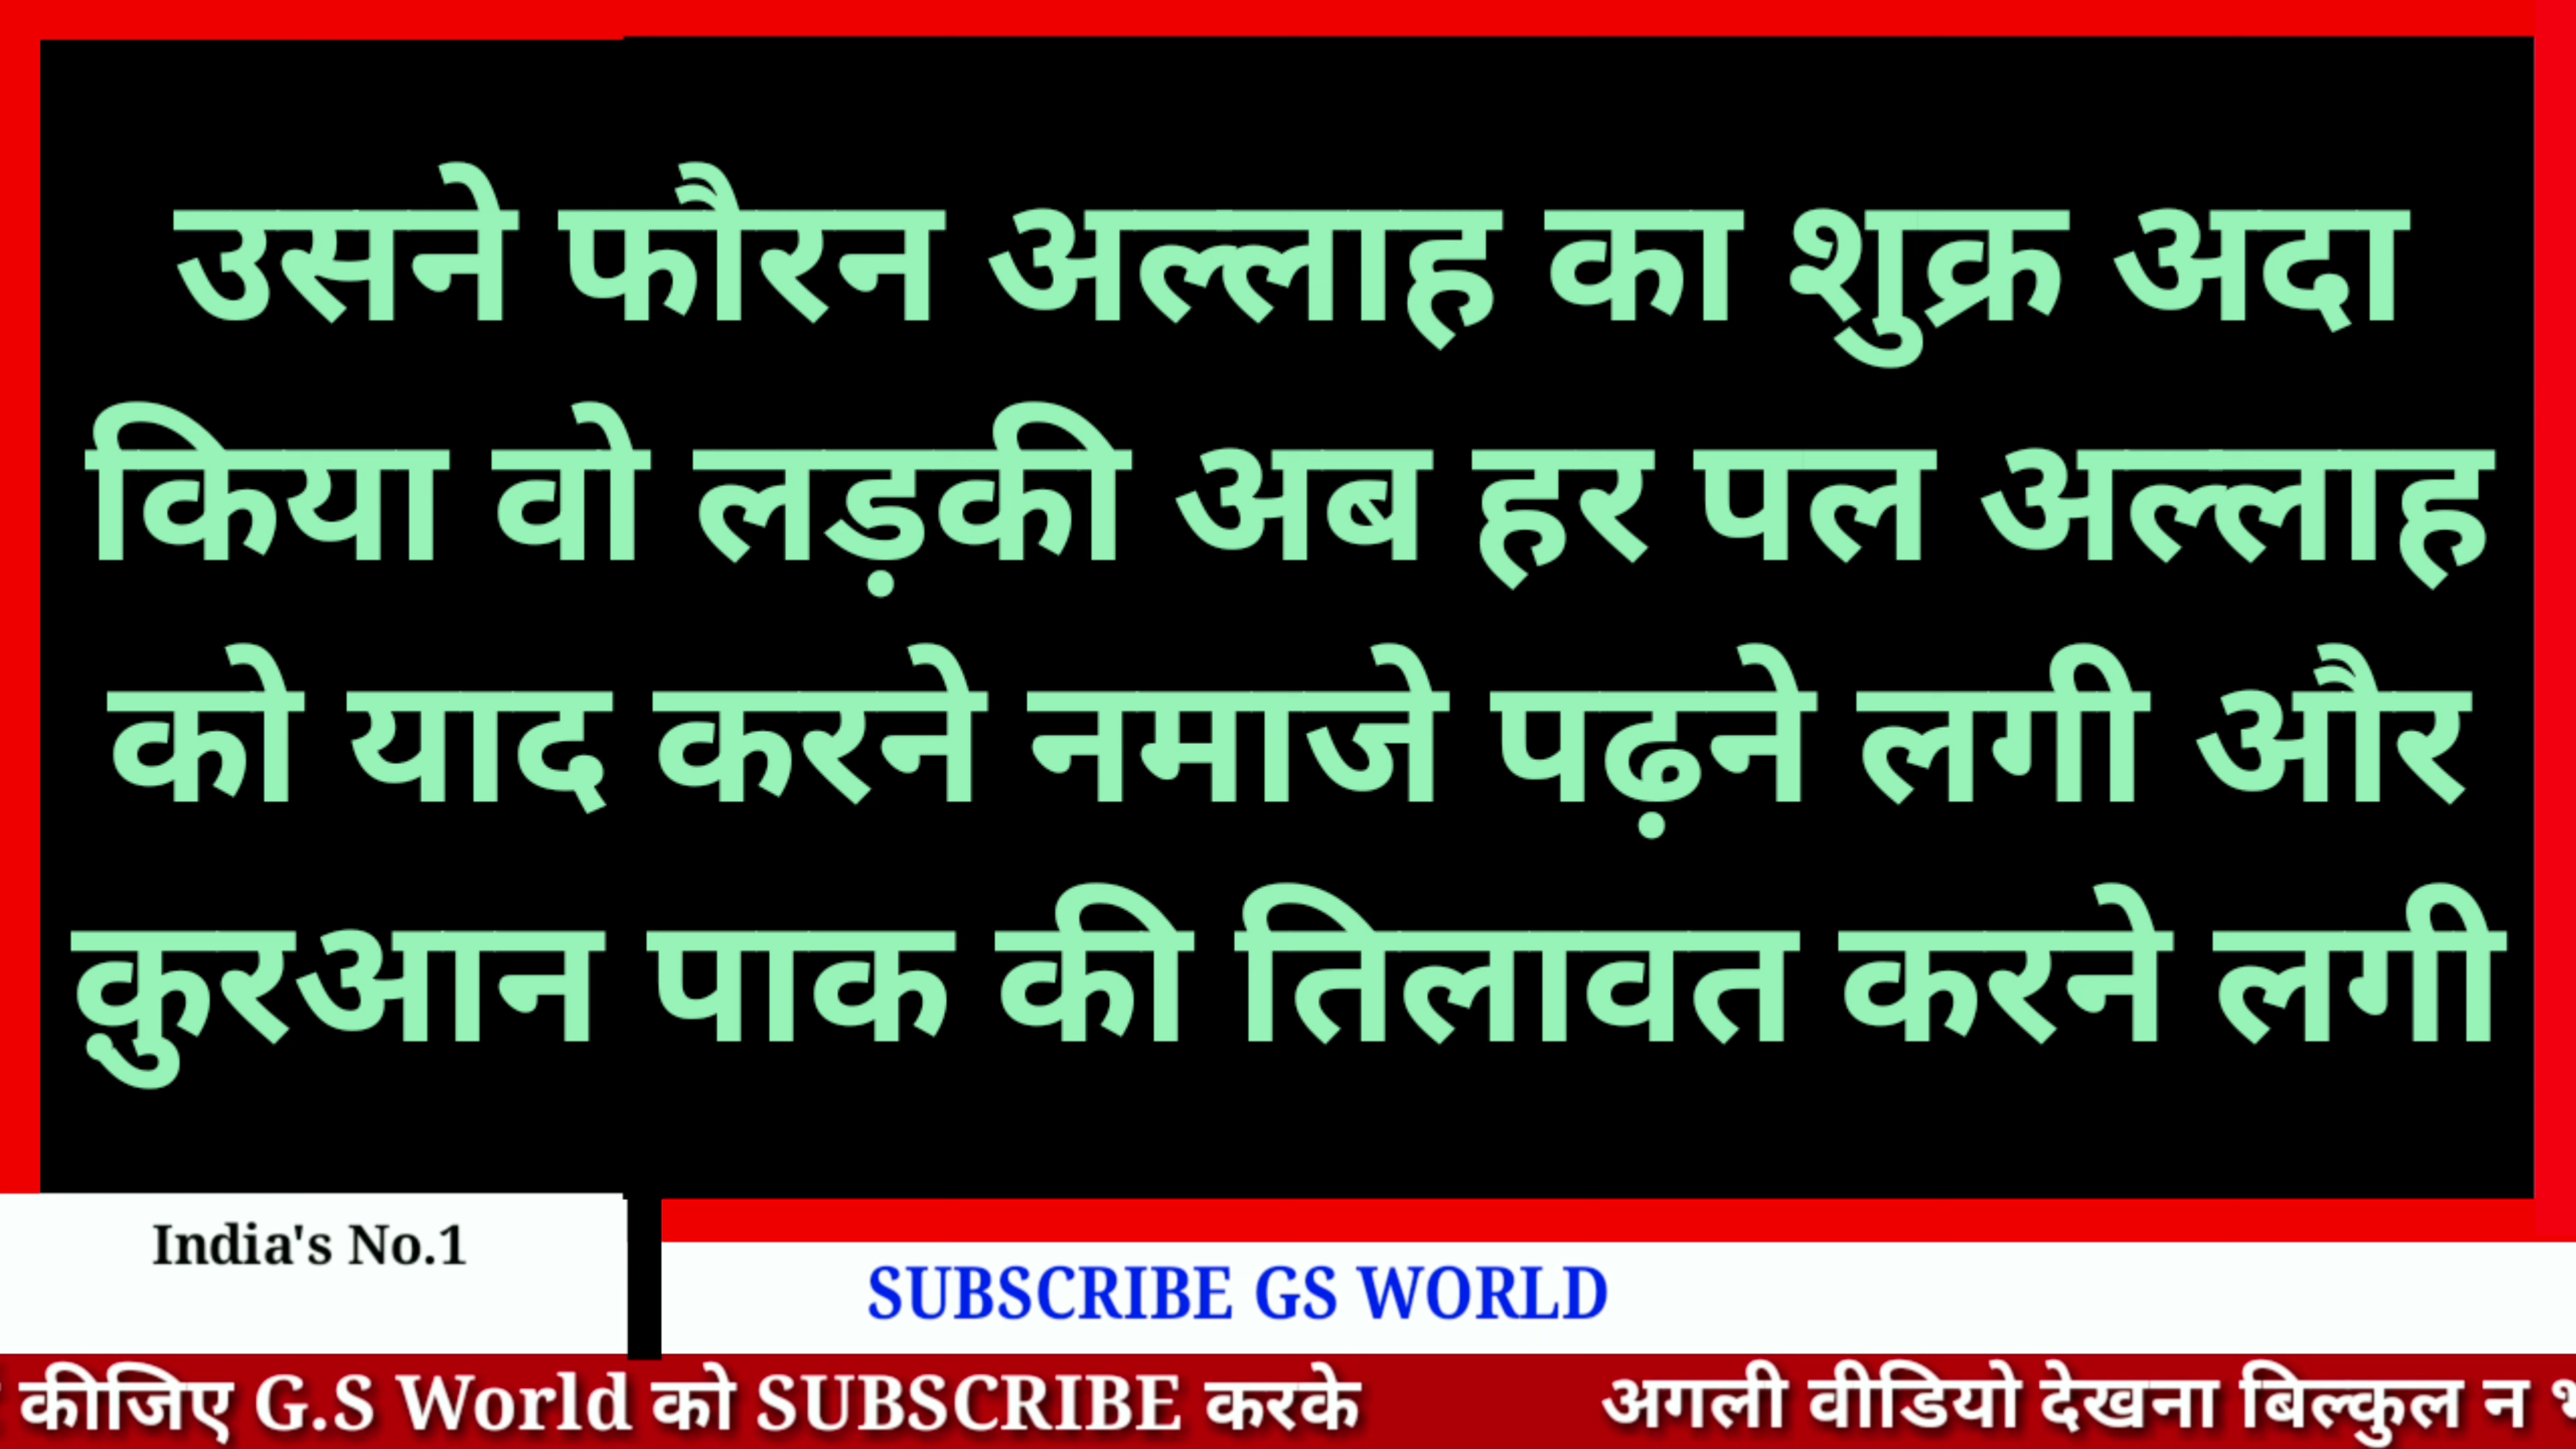 उसने फौरन अल्लाह का शुक्र अदा
किया वो लड़की अब हर पल अल्लाह
को याद करने नमाजे पढ़ने लगी और
क़ुरआन पाक की तिलावत करने लगी
India's No.1
SUBSCRIBE GS WORLD
कीजिए G.S World को SUBSCRIBE करके अगली वीडियो देखना बिल्कुल न